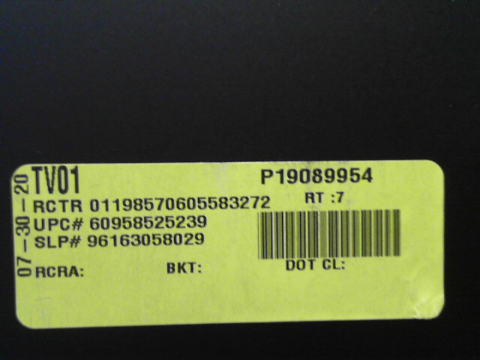 07-30-20
TV01
P19089954
RCTR 01198570605583272
RT :7
UPC# 60958525239
SLP# 96163058029
RCRA: BKT: DOT CL: